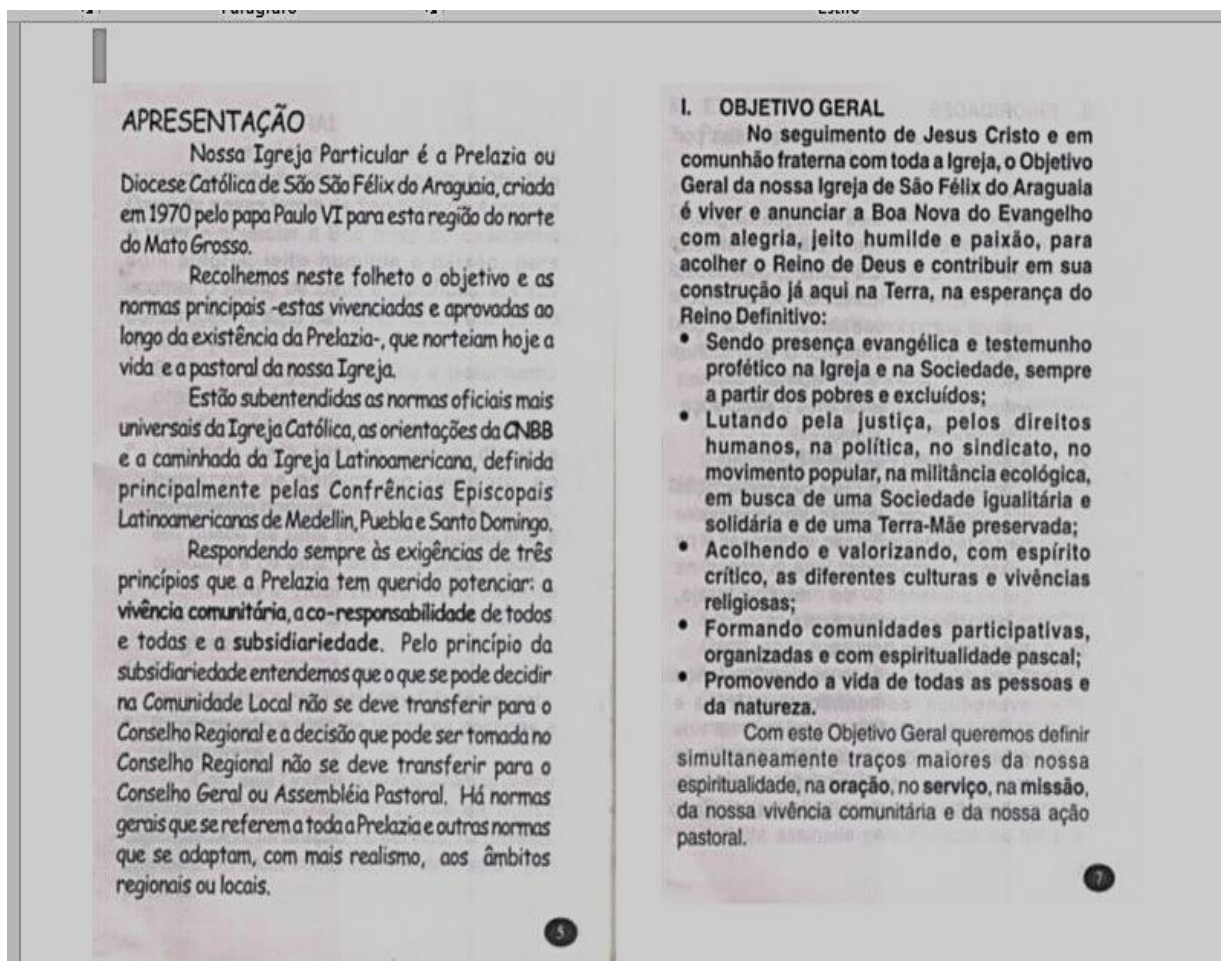 APRESENTAÇÃO
Nossa Igreja Particular é a Prelazia ou
Diocese Católica de São São Félix do Araguaia, criada
em 1970 pelo papa Paulo VI para esta região do norte
do Mato Grosso.
Recolhemos neste folheto o objetivo e as
normas principais -estas vivenciadas e aprovadas ao
longo da existência da Prelazia-, que norteiam hoje a
vida e a pastoral da nossa Igreja.
Estão subentendidas as normas oficiais mais
universais da Igreja Católica, as orientações da CNBB
e a caminhada da Igreja Latinoamericana, definida
principalmente pelas Confrências Episcopais
Latinoamericanas de Medellin, Puebla e Santo Domingo.
Respondendo sempre às exigências de três
princípios que a Prelazia tem querido potenciar: a
vivência comunitária, a co-responsabilidade de todos
e todas e a subsidiariedade. Pelo princípio da
subsidiariedade entendemos que o que se pode decidir
na Comunidade Local não se deve transferir para o
Conselho Regional e a decisão que pode ser tomada no
Conselho Regional não se deve transferir para o
Conselho Geral ou Assembléia Pastoral. Há normas
gerais que se referem a toda a Prelazia e outras normas
que se adaptam, com mais realismo, aos âmbitos
regionais ou locais.
5
I. OBJETIVO GERAL
No seguimento de Jesus Cristo e em
comunhão fraterna com toda a Igreja, o Objetivo
Geral da nossa Igreja de São Félix do Araguaia
é viver e anunciar a Boa Nova do Evangelho
com alegria, jeito humilde e paixão, para
acolher o Reino de Deus e contribuir em sua
construção já aqui na Terra, na esperança do
Reino Definitivo:
• Sendo presença evangélica e testemunho
profético na Igreja e na Sociedade, sempre
a partir dos pobres e excluídos;
• Lutando pela justiça, pelos direitos
humanos, na política, no sindicato, no
movimento popular, na militância ecológica,
em busca de uma Sociedade igualitária e
solidária e de uma Terra-Mãe preservada;
• Acolhendo e valorizando, com espírito
crítico, as diferentes culturas e vivências
religiosas;
• Formando comunidades participativas,
organizadas e com espiritualidade pascal;
• Promovendo a vida de todas as pessoas e
da natureza.
Com este Objetivo Geral queremos definir
simultaneamente traços maiores da nossa
espiritualidade, na oração, no serviço, na missão,
da nossa vivência comunitária e da nossa ação
pastoral.
7